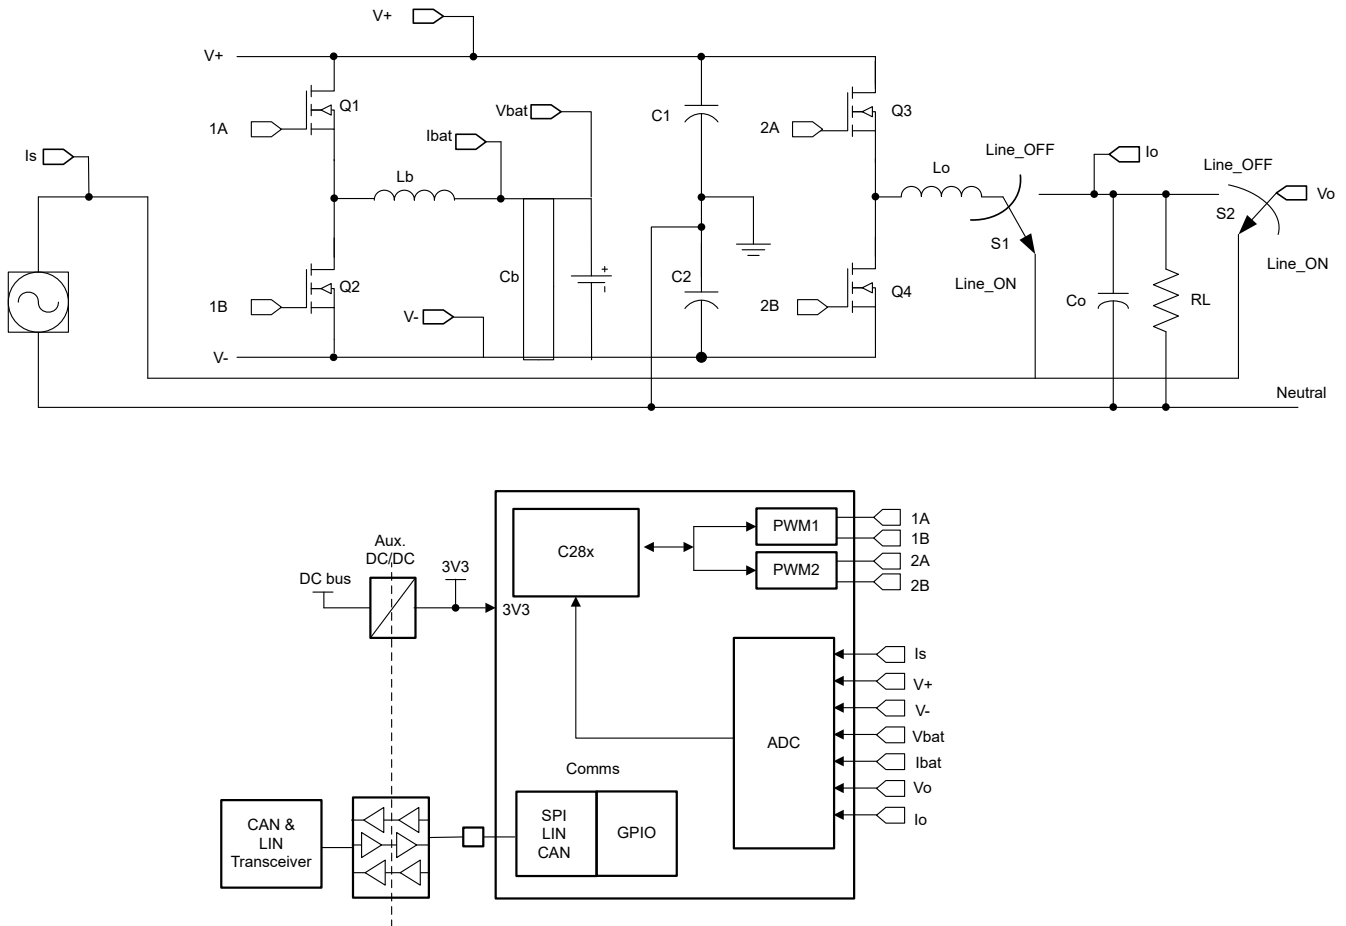 V+
V+
Q1
1A
Vbat
Ibat
Is
Lb
C1
2A
Q3
Line_OFF
Io
Lo
Line_OFF
Vo
S2
S1
Line_ON
Line_ON
Cb
+
-
C2
Q2
1B
V-
2B
Q4
Co
RL
V-
Neutral
Aux.
DC/DC
DC bus
3V3
3V3
C28x
PWM1
PWM2
1A
1B
2A
2B
Is
V+
V-
Vbat
Ibat
Vo
Io
ADC
Comms
SPI
LIN
CAN
GPIO
CAN &
LIN
Transceiver